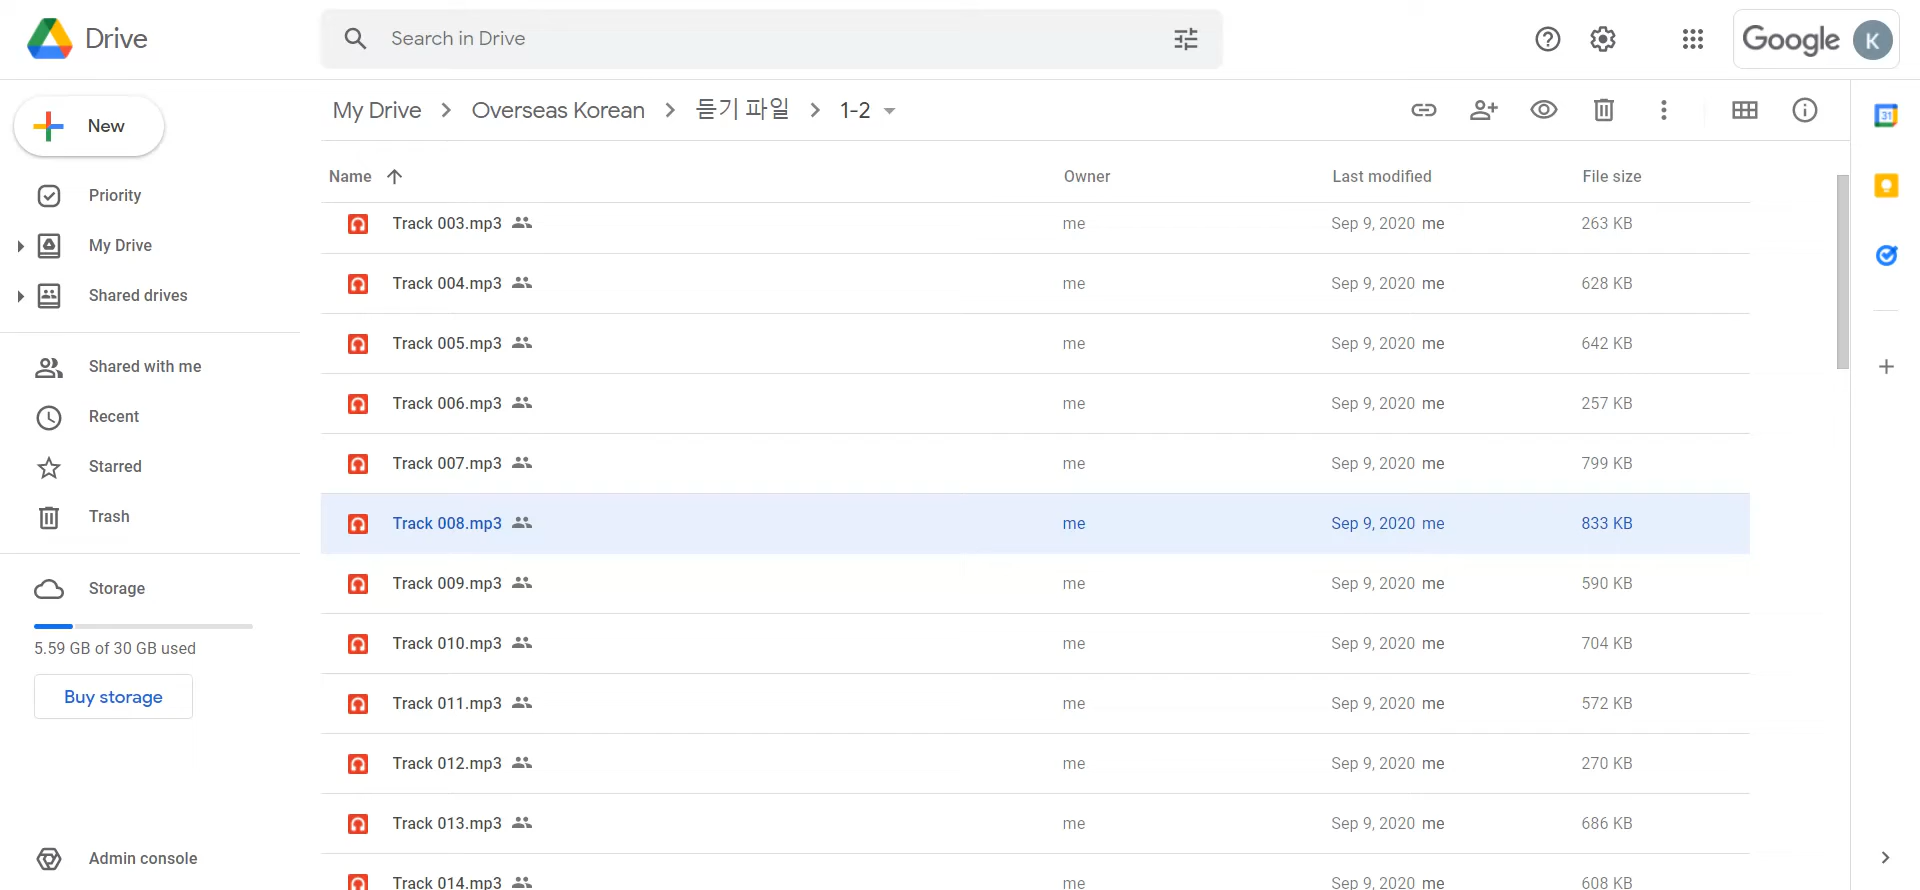 Drive
Search in Drive
Google K
New
My Drive Overseas Korean 듣기 파일 1-2
31
Priority
My Drive
Shared drives
Shared with me
Recent
Starred
Trash
Storage
5.59 GB of 30 GB used
Buy storage
Admin console
Name Owner Last modified File size
Track 003.mp3 me Sep 9, 2020 me 263 KB
Track 004.mp3 me Sep 9, 2020 me 628 KB
Track 005.mp3 me Sep 9, 2020 me 642 KB
Track 006.mp3 me Sep 9, 2020 me 257 KB
Track 007.mp3 me Sep 9, 2020 me 799 KB
Track 008.mp3 me Sep 9, 2020 me 833 KB
Track 009.mp3 me Sep 9, 2020 me 590 KB
Track 010.mp3 me Sep 9, 2020 me 704 KB
Track 011.mp3 me Sep 9, 2020 me 572 KB
Track 012.mp3 me Sep 9, 2020 me 270 KB
Track 013.mp3 me Sep 9, 2020 me 686 KB
Track 014.mp3 me Sep 9, 2020 me 608 KB